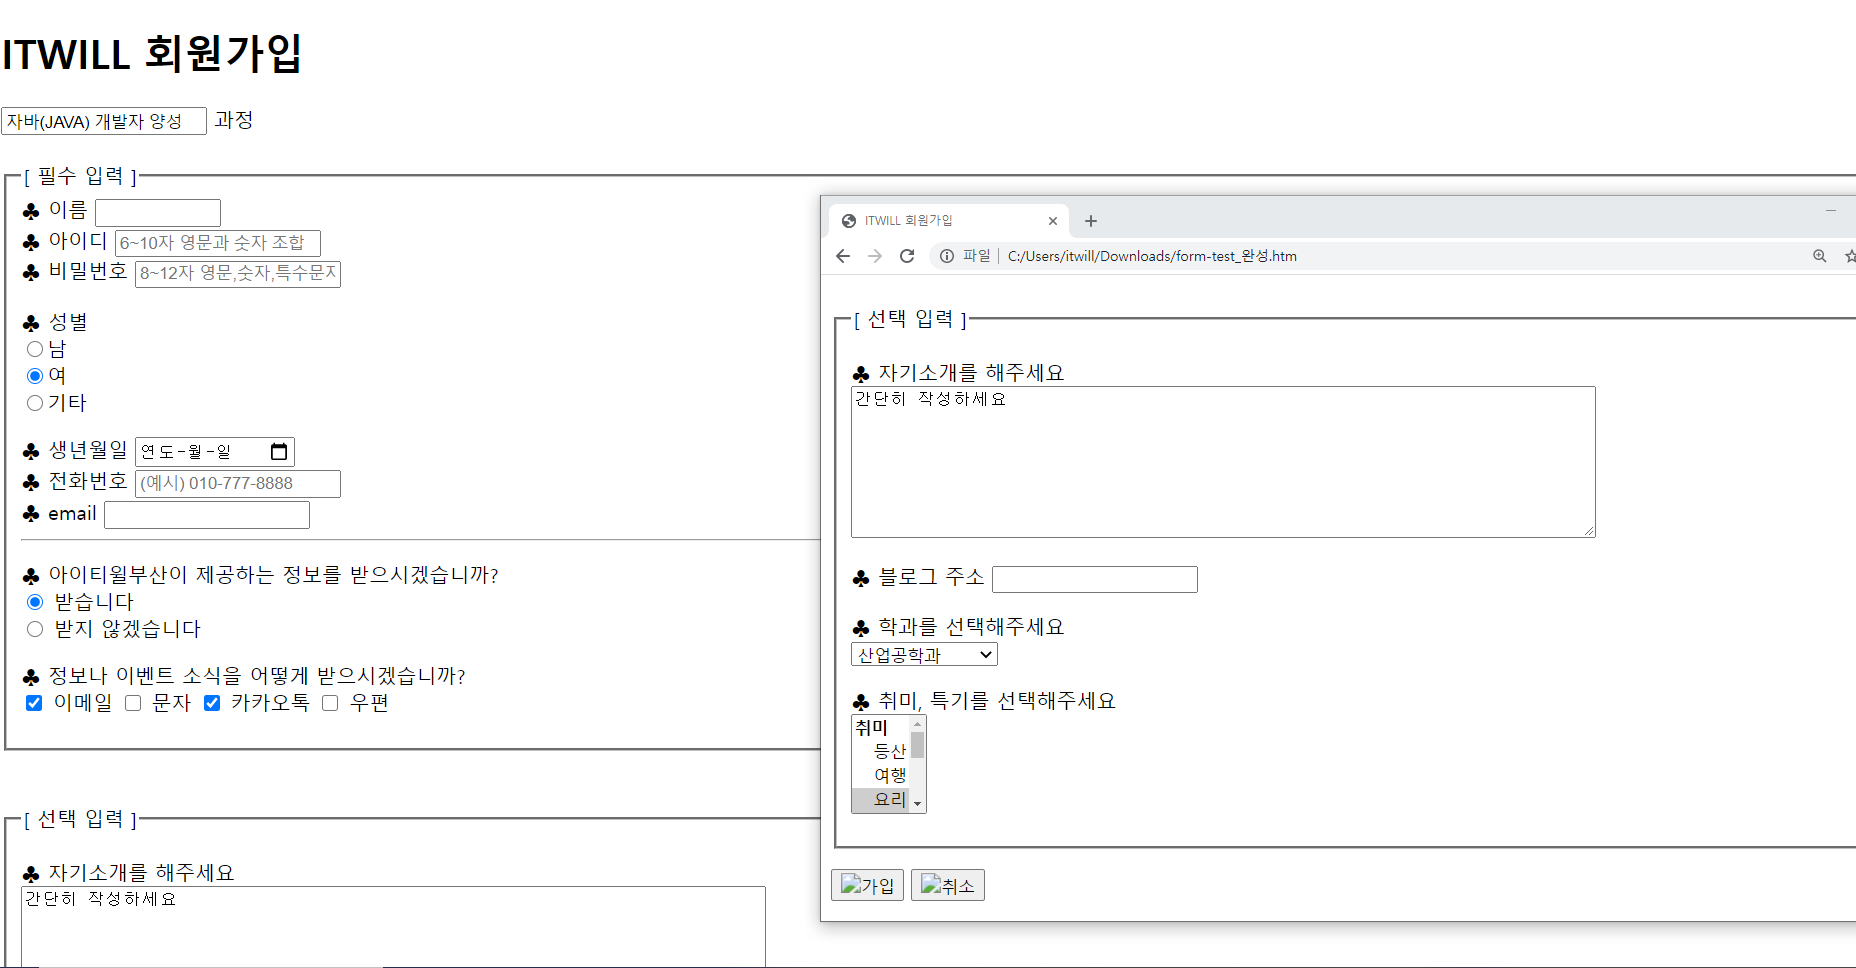 ITWILL 회원가입
자바(JAVA) 개발자 양성 과정
[ 필수 입력 ]
♣ 이름
♣ 아이디 6~10자 영문과 숫자 조합
♣ 비밀번호 8~12자 영문,숫자,특수문자
♣ 성별
남
여
기타
♣ 생년월일 연도-월-일
♣ 전화번호 (예시) 010-777-8888
♣ email
♣ 아이티윌부산이 제공하는 정보를 받으시겠습니까?
받습니다
받지 않겠습니다
♣ 정보나 이벤트 소식을 어떻게 받으시겠습니까?
이메일 문자 카카오톡 우편
[ 선택 입력 ]
♣ 자기소개를 해주세요
간단히 작성하세요
ITWILL 회원가입
파일 C:/Users/itwill/Downloads/form-test_완성.htm
[ 선택 입력 ]
♣ 자기소개를 해주세요
간단히 작성하세요
♣ 블로그 주소
♣ 학과를 선택해주세요
산업공학과
♣ 취미, 특기를 선택해주세요
취미
등산
여행
요리
가입 취소